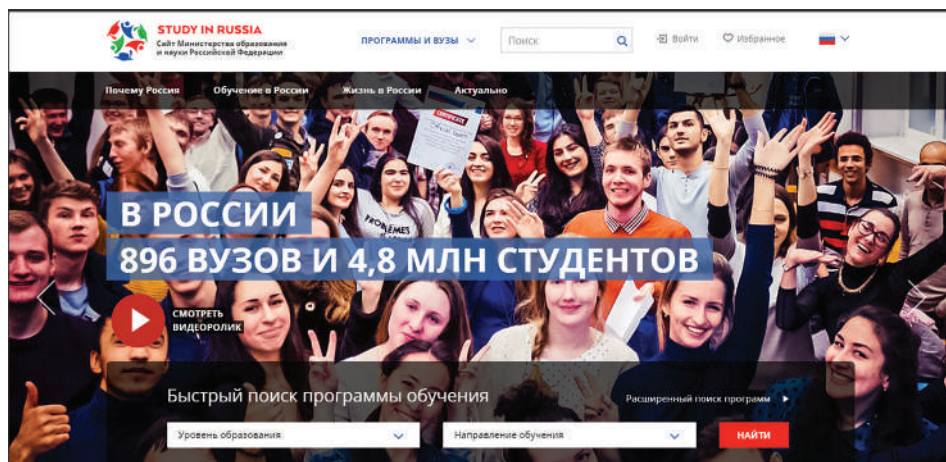 STUDY IN RUSSIA
Сайт Министерства образования
и науки Российской Федерации
ПРОГРАММЫ И ВУЗЫ
Поиск
Войти
Избранное
Почему Россия
Обучение в России
Жизнь в России
Актуально
CERTIFICATE
PROBLEMES
В РОССИИ
896 ВУЗОВ И 4,8 МЛН СТУДЕНТОВ
СМОТРЕТЬ
ВИДЕОРОЛИК
Быстрый поиск программы обучения
Расширенный поиск программ
Уровень образования
Направление обучения
НАЙТИ